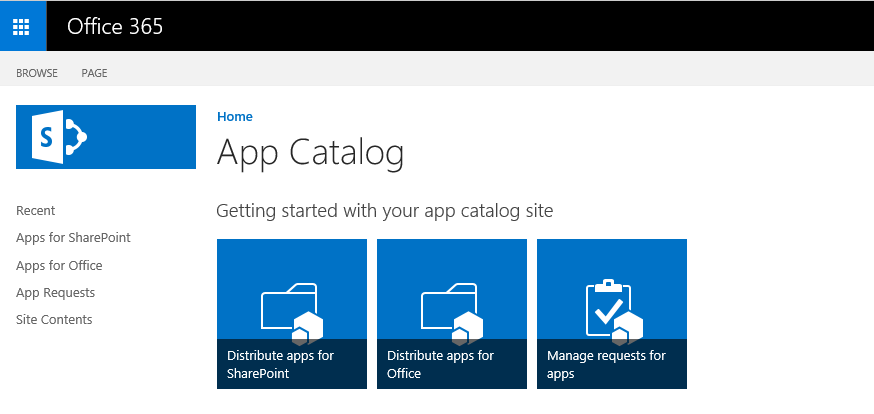 Office 365
BROWSE PAGE
S
Home
App Catalog
Recent
Apps for SharePoint
Apps for Office
App Requests
Site Contents
Getting started with your app catalog site
Distribute apps for
SharePoint
Distribute apps for
Office
Manage requests for
apps